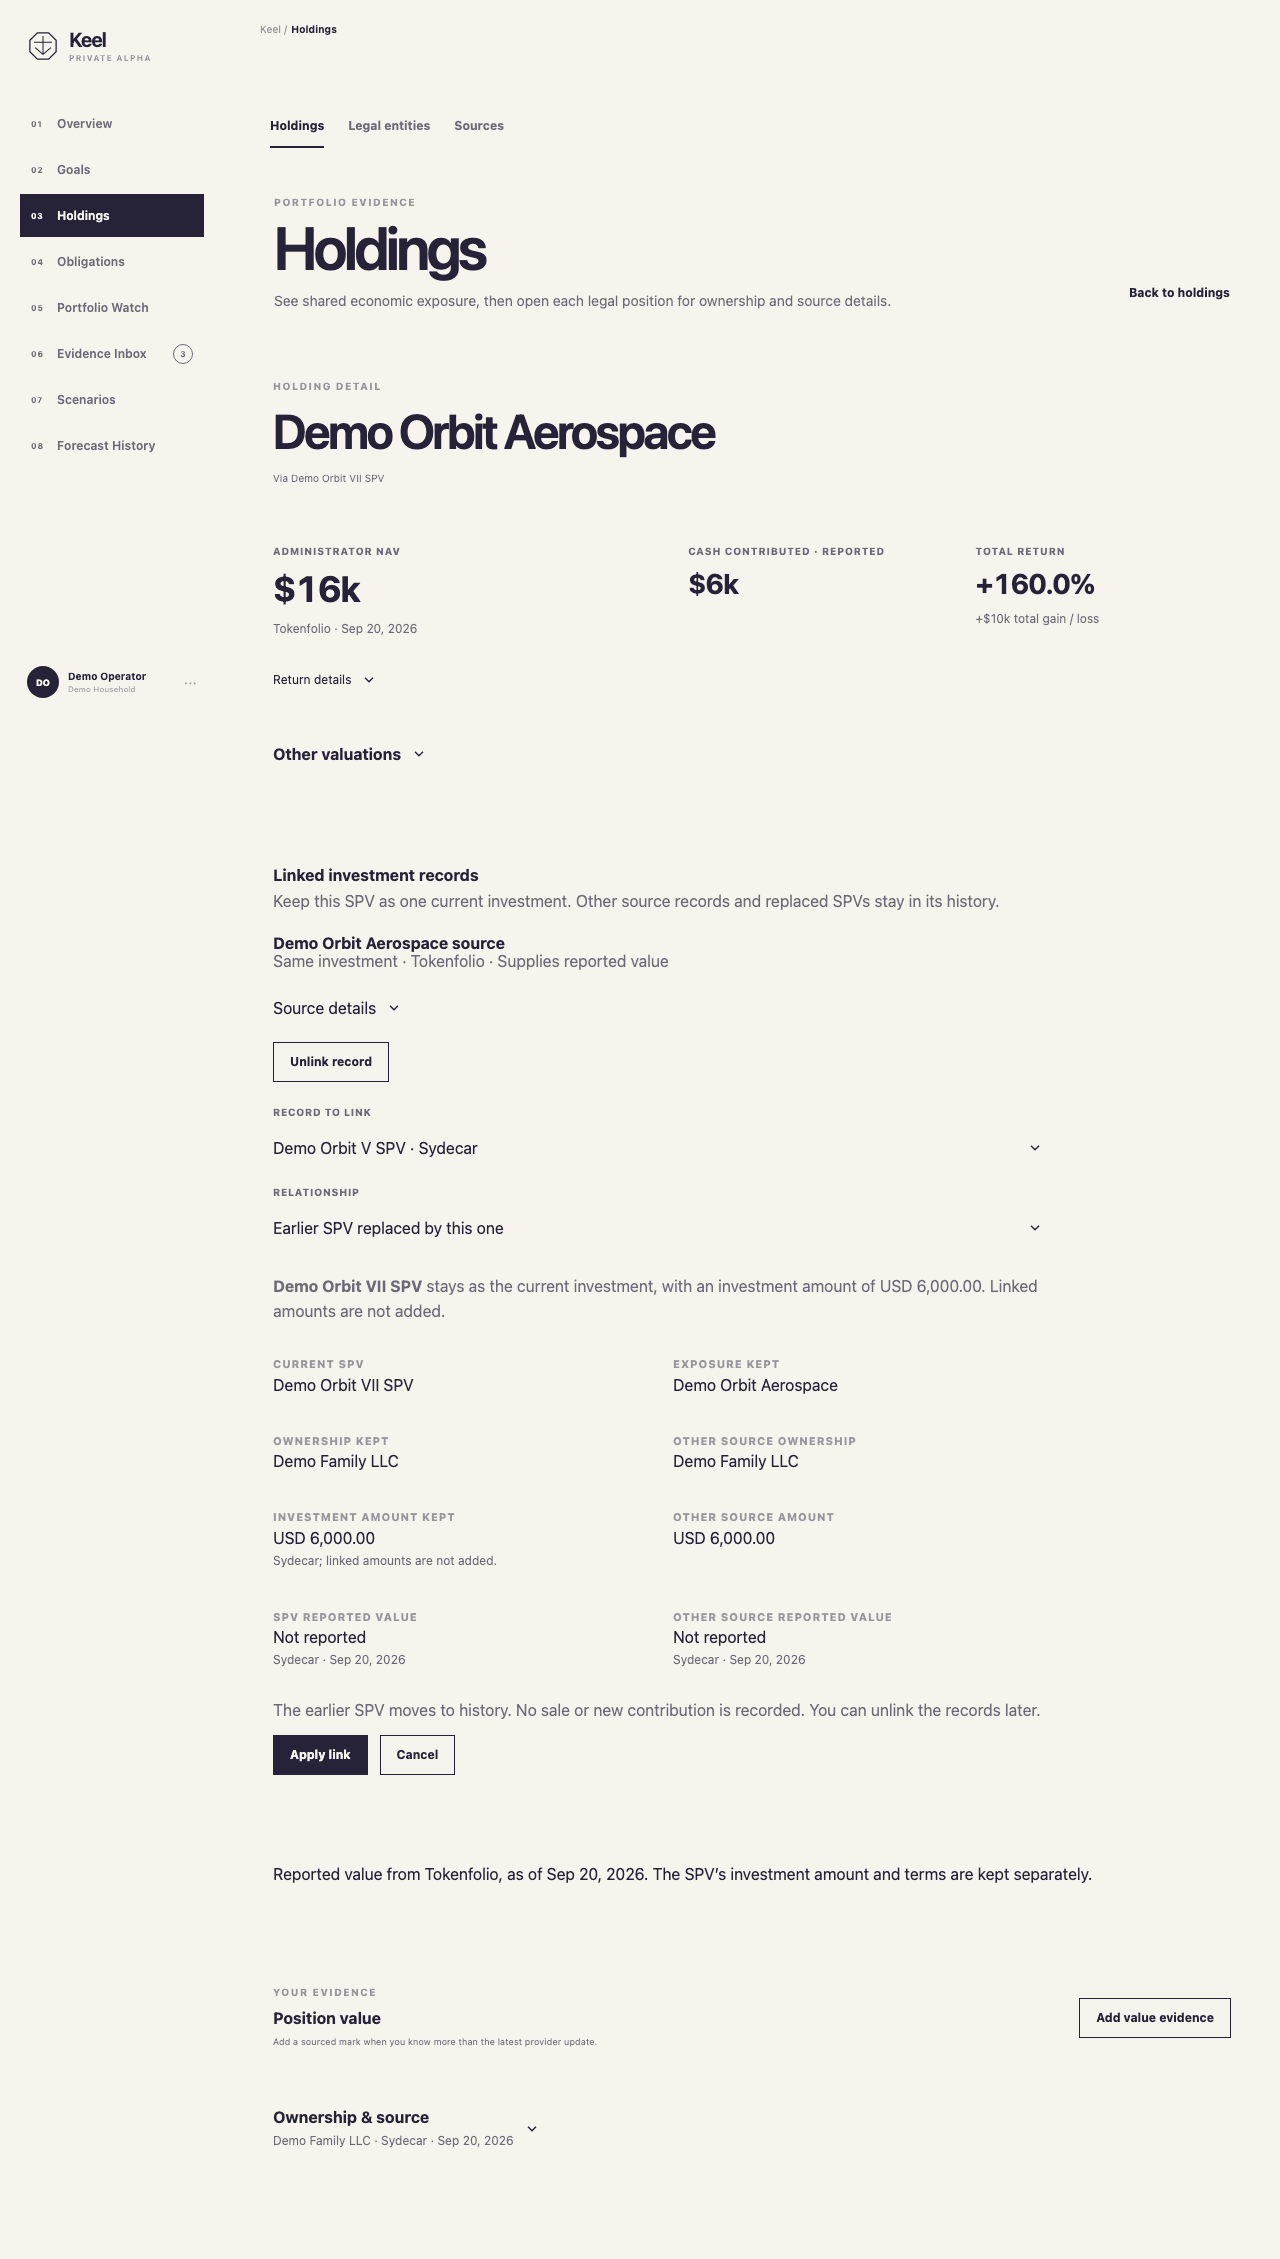 Keel
PRIVATE ALPHA
01 Overview
02 Goals
03 Holdings
04 Obligations
05 Portfolio Watch
06 Evidence Inbox 3
07 Scenarios
08 Forecast History
DO Demo Operator ...
Demo Household
Keel / Holdings
Holdings Legal entities Sources
PORTFOLIO EVIDENCE
Holdings
See shared economic exposure, then open each legal position for ownership and source details.
Back to holdings
HOLDING DETAIL
Demo Orbit Aerospace
Via Demo Orbit VII SPV
ADMINISTRATOR NAV
$16k
Tokenfolio · Sep 20, 2026
CASH CONTRIBUTED · REPORTED
$6k
TOTAL RETURN
+160.0%
+$10k total gain / loss
Return details
Other valuations
Linked investment records
Keep this SPV as one current investment. Other source records and replaced SPVs stay in its history.
Demo Orbit Aerospace source
Same investment · Tokenfolio · Supplies reported value
Source details
Unlink record
RECORD TO LINK
Demo Orbit V SPV · Sydecar
RELATIONSHIP
Earlier SPV replaced by this one
Demo Orbit VII SPV stays as the current investment, with an investment amount of USD 6,000.00. Linked
amounts are not added.
CURRENT SPV
Demo Orbit VII SPV
EXPOSURE KEPT
Demo Orbit Aerospace
OWNERSHIP KEPT
Demo Family LLC
OTHER SOURCE OWNERSHIP
Demo Family LLC
INVESTMENT AMOUNT KEPT
USD 6,000.00
Sydecar; linked amounts are not added.
OTHER SOURCE AMOUNT
USD 6,000.00
SPV REPORTED VALUE
Not reported
Sydecar · Sep 20, 2026
OTHER SOURCE REPORTED VALUE
Not reported
Sydecar · Sep 20, 2026
The earlier SPV moves to history. No sale or new contribution is recorded. You can unlink the records later.
Apply link Cancel
Reported value from Tokenfolio, as of Sep 20, 2026. The SPV’s investment amount and terms are kept separately.
YOUR EVIDENCE
Position value
Add a sourced mark when you know more than the latest provider update.
Add value evidence
Ownership & source
Demo Family LLC · Sydecar · Sep 20, 2026